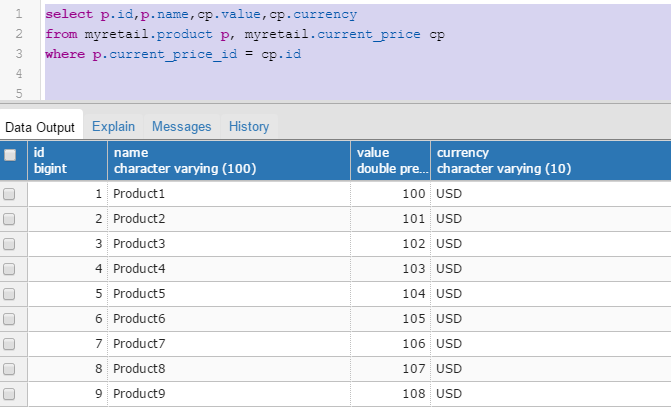 1 select p.id,p.name,cp.value,cp.currency
2 from myretail.product p, myretail.current_price cp
3 where p.current_price_id = cp.id
4
5
Data Output Explain Messages History
id name value currency
bigint character varying (100) double pre... character varying (10)
1 Product1 100 USD
2 Product2 101 USD
3 Product3 102 USD
4 Product4 103 USD
5 Product5 104 USD
6 Product6 105 USD
7 Product7 106 USD
8 Product8 107 USD
9 Product9 108 USD